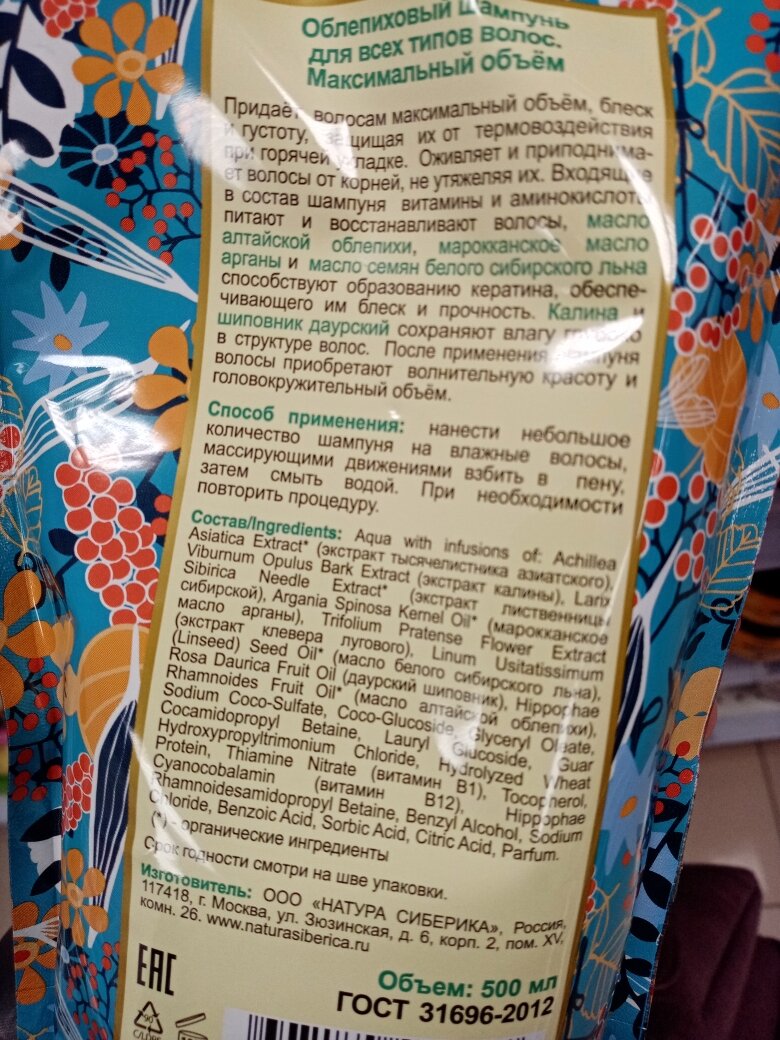 Облепиховый шампунь
для всех типов волос.
Максимальный объём
Придаёт волосам максимальный объём, блеск
и густоту, защищая их от термовоздействия
при горячей укладке. Оживляет и приподнима-
ет волосы от корней, не утяжеляя их. Входящие
в состав шампуня витамины и аминокислоты
питают и восстанавливают волосы, масло
алтайской облепихи, марокканское масло
арганы и масло семян белого сибирского льна
способствуют образованию кератина, обеспе-
чивающего им блеск и прочность. Калина и
шиповник даурский сохраняют влагу глубоко
в структуре волос. После применения шампуня
волосы приобретают волнительную красоту и
головокружительный объём.
Способ применения: нанести небольшое
количество шампуня на влажные волосы,
массирующими движениями взбить в пену,
затем смыть водой. При необходимости
повторить процедуру.
Состав/Ingredients: Aqua with infusions of: Achillea
Asiatica Extract* (экстракт тысячелистника азиатского),
Viburnum Opulus Bark Extract (экстракт калины), Larix
Sibirica Needle Extract* (экстракт лиственницы
сибирской), Argania Spinosa Kernel Oil* (марокканское
масло арганы), Trifolium Pratense Flower Extract
(экстракт клевера лугового), Linum Usitatissimum
(Linseed) Seed Oil* (масло белого сибирского льна),
Rosa Daurica Fruit Oil (даурский шиповник), Hippophae
Rhamnoides Fruit Oil* (масло алтайской облепихи),
Sodium Coco-Sulfate, Coco-Glucoside, Glyceryl Oleate,
Cocamidopropyl Betaine, Lauryl Glucoside, Guar
Hydroxypropyltrimonium Chloride, Hydrolyzed Wheat
Protein, Thiamine Nitrate (витамин B1), Tocopherol,
Cyanocobalamin (витамин B12), Hippophae
Rhamnoidesamidopropyl Betaine, Benzyl Alcohol, Sodium
Chloride, Benzoic Acid, Sorbic Acid, Citric Acid, Parfum.
(*) - органические ингредиенты
Срок годности смотри на шве упаковки.
Изготовитель: ООО «НАТУРА СИБЕРИКА», Россия,
117418, г. Москва, ул. Зюзинская, д. 6, корп. 2, пом. XV,
комн. 26. www.naturasiberica.ru
EAC
Объем: 500 мл
ГОСТ 31696-2012
90
C/LDPE